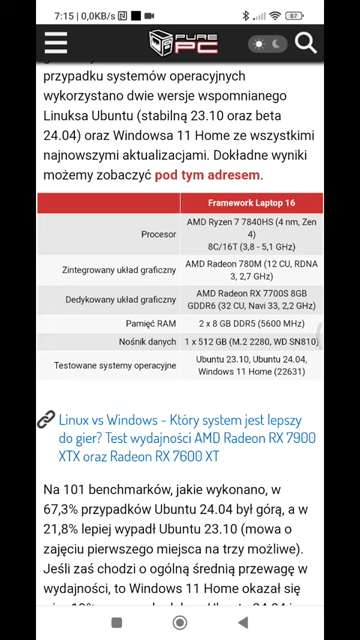 7:15 | 0,0KB/s
87
PURE
PC
przypadku systemów operacyjnych
wykorzystano dwie wersje wspomnianego
Linuksa Ubuntu (stabilną 23.10 oraz beta
24.04) oraz Windowsa 11 Home ze wszystkimi
najnowszymi aktualizacjami. Dokładne wyniki
możemy zobaczyć pod tym adresem.
Framework Laptop 16
Procesor
AMD Ryzen 7 7840HS (4 nm, Zen
4)
8C/16T (3,8 - 5,1 GHz)
Zintegrowany układ graficzny
AMD Radeon 780M (12 CU, RDNA
3, 2,7 GHz)
Dedykowany układ graficzny
AMD Radeon RX 7700S 8GB
GDDR6 (32 CU, Navi 33, 2,2 GHz)
Pamięć RAM
2 x 8 GB DDR5 (5600 MHz)
Nośnik danych
1 x 512 GB (M.2 2280, WD SN810)
Testowane systemy operacyjne
Ubuntu 23.10, Ubuntu 24.04,
Windows 11 Home (22631)
Linux vs Windows - Który system jest lepszy
do gier? Test wydajności AMD Radeon RX 7900
XTX oraz Radeon RX 7600 XT
Na 101 benchmarków, jakie wykonano, w
67,3% przypadków Ubuntu 24.04 był górą, a w
21,8% lepiej wypadł Ubuntu 23.10 (mowa o
zajęciu pierwszego miejsca na trzy możliwe).
Jeśli zaś chodzi o ogólną średnią przewagę w
wydajności, to Windows 11 Home okazał się